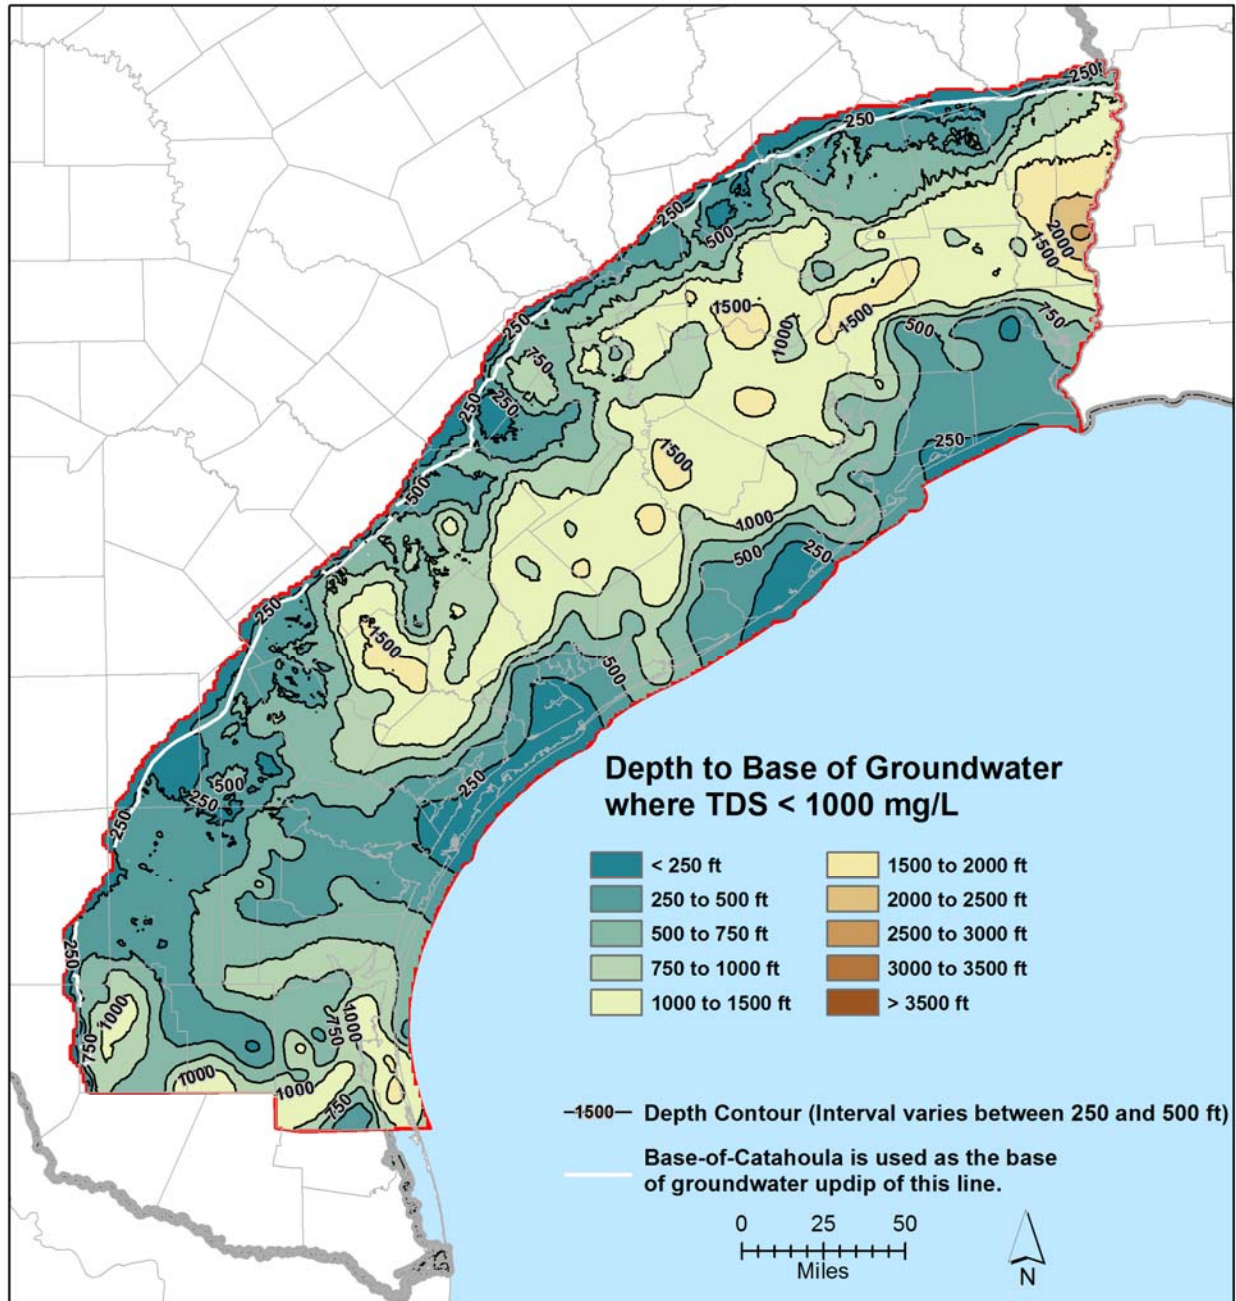 250
250
250
500
2000
1500
1500
1500
1000
250
750
500
750
250
250
250
1500
500
1000
500
250
250
1500
500
250
500
250
250
250
1000
750
1000
750
1000
1000
750
Depth to Base of Groundwater
where TDS < 1000 mg/L
< 250 ft
1500 to 2000 ft
250 to 500 ft
2000 to 2500 ft
500 to 750 ft
2500 to 3000 ft
750 to 1000 ft
3000 to 3500 ft
1000 to 1500 ft
> 3500 ft
1500
Depth Contour (Interval varies between 250 and 500 ft)
Base-of-Catahoula is used as the base
of groundwater updip of this line.
0 25 50
Miles
N